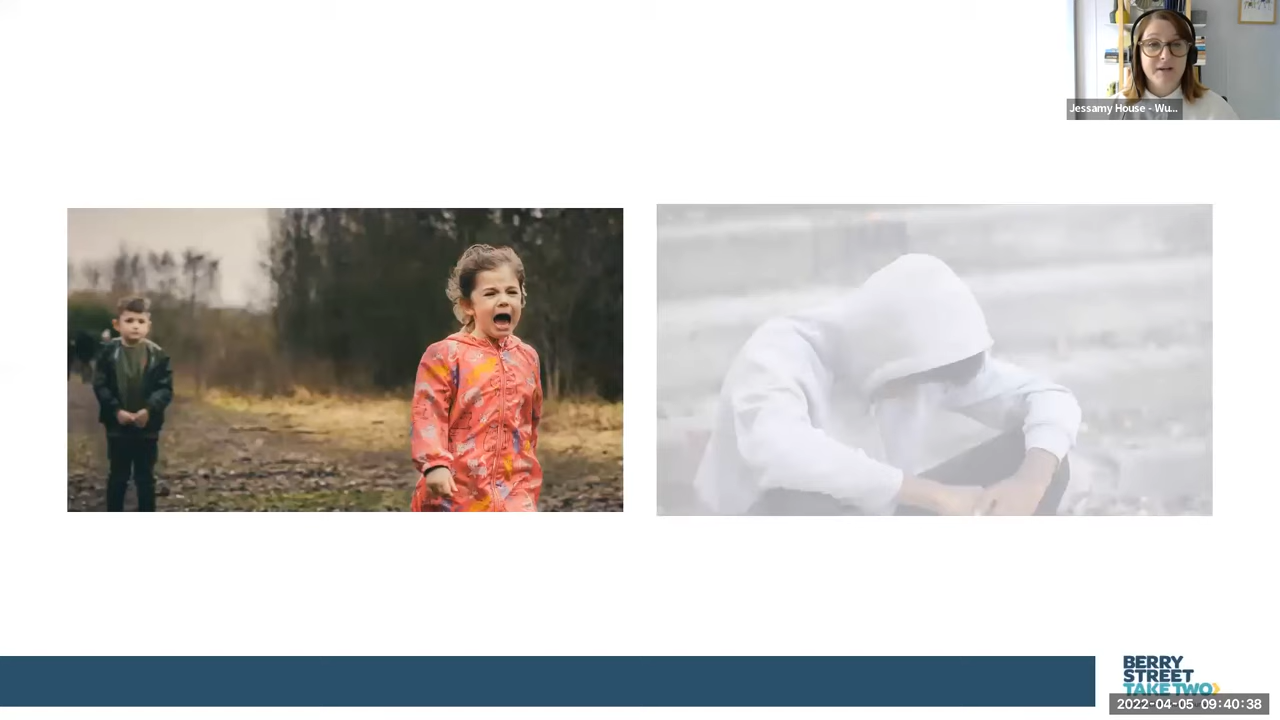 Jessamy House - Wu...
BERRY
STREET
TAKE TWO
2022-04-05 09:40:38